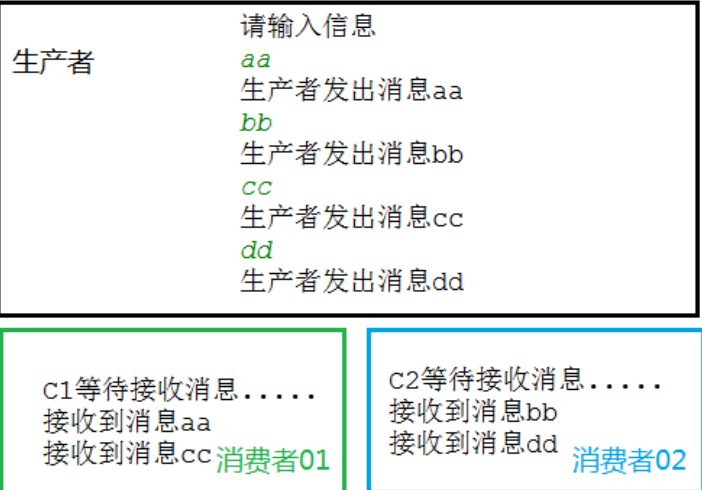 生产者
请输入信息
aa
生产者发出消息aa
bb
生产者发出消息bb
cc
生产者发出消息cc
dd
生产者发出消息dd
C1等待接收消息.....
接收到消息aa
接收到消息cc
消费者01
C2等待接收消息.....
接收到消息bb
接收到消息dd
消费者02